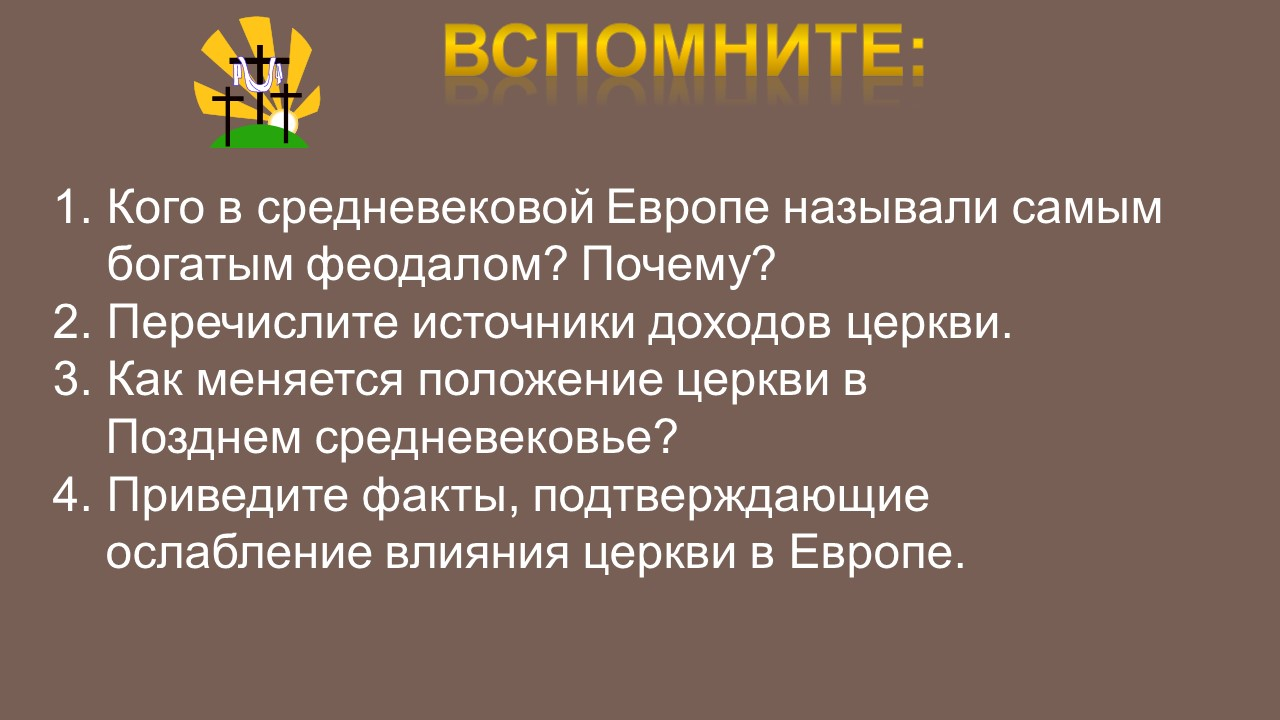 ВСПОМНИТЕ:
1. Кого в средневековой Европе называли самым
богатым феодалом? Почему?
2. Перечислите источники доходов церкви.
3. Как меняется положение церкви в
Позднем средневековье?
4. Приведите факты, подтверждающие
ослабление влияния церкви в Европе.